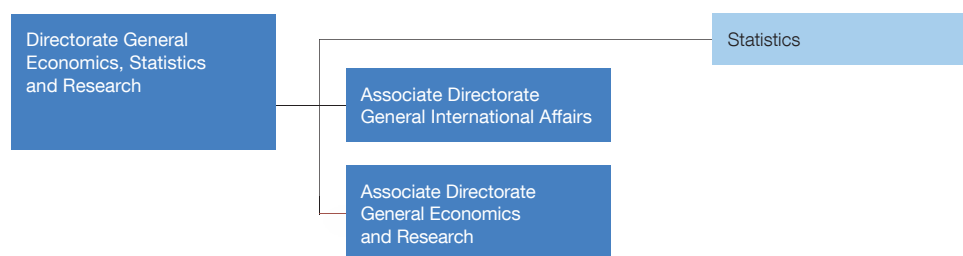 Directorate General
Economics, Statistics
and Research
Statistics
Associate Directorate
General International Affairs
Associate Directorate
General Economics
and Research